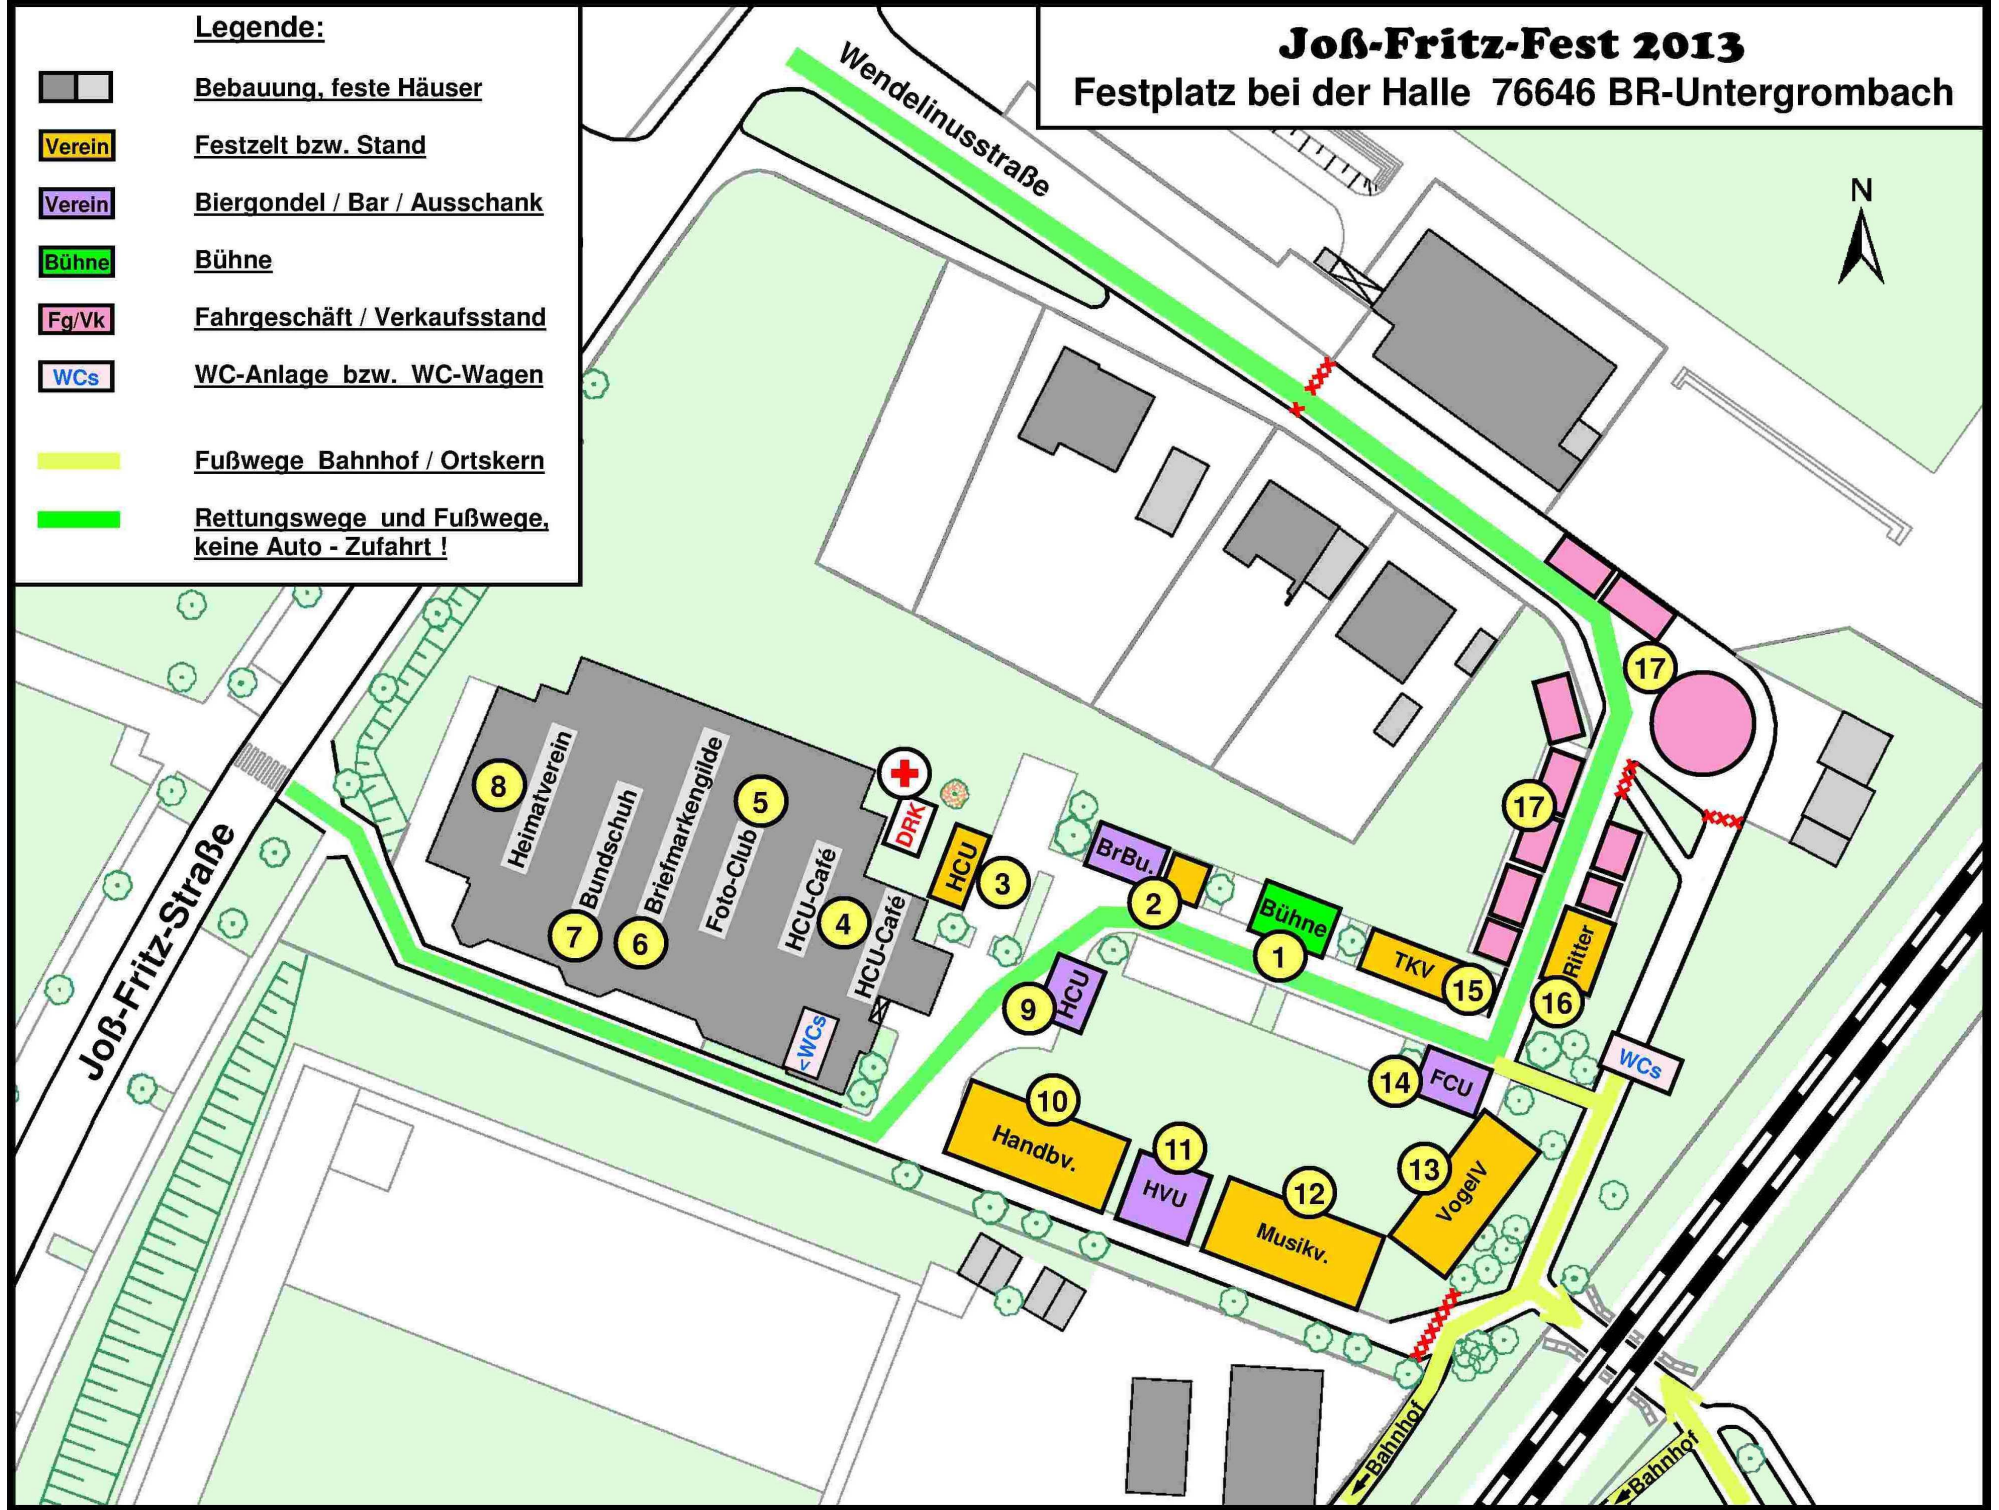 Legende:
Bebauung, feste Häuser
Verein
Festzelt bzw. Stand
Verein
Biergondel / Bar / Ausschank
Bühne
Bühne
Fg/Vk
Fahrgeschäft / Verkaufsstand
WCs
WC-Anlage bzw. WC-Wagen
Fußwege Bahnhof / Ortskern
Rettungswege und Fußwege,
keine Auto - Zufahrt !
Joß-Fritz-Fest 2013
Festplatz bei der Halle 76646 BR-Untergrombach
N
Wendelinusstraße
Joß-Fritz-Straße
17
17
8
Heimatverein
7
Bundschuh
6
Briefmarkengilde
5
Foto-Club
HCU-Café
4
HCU-Café
<WCs
DRK
HCU
3
BrBu.
2
Bühne
1
TKV
15
Ritter
16
WCs
9
HCU
14
FCU
10
Handbv.
11
HVU
12
Musikv.
13
VogelV
Bahnhof
Bahnhof